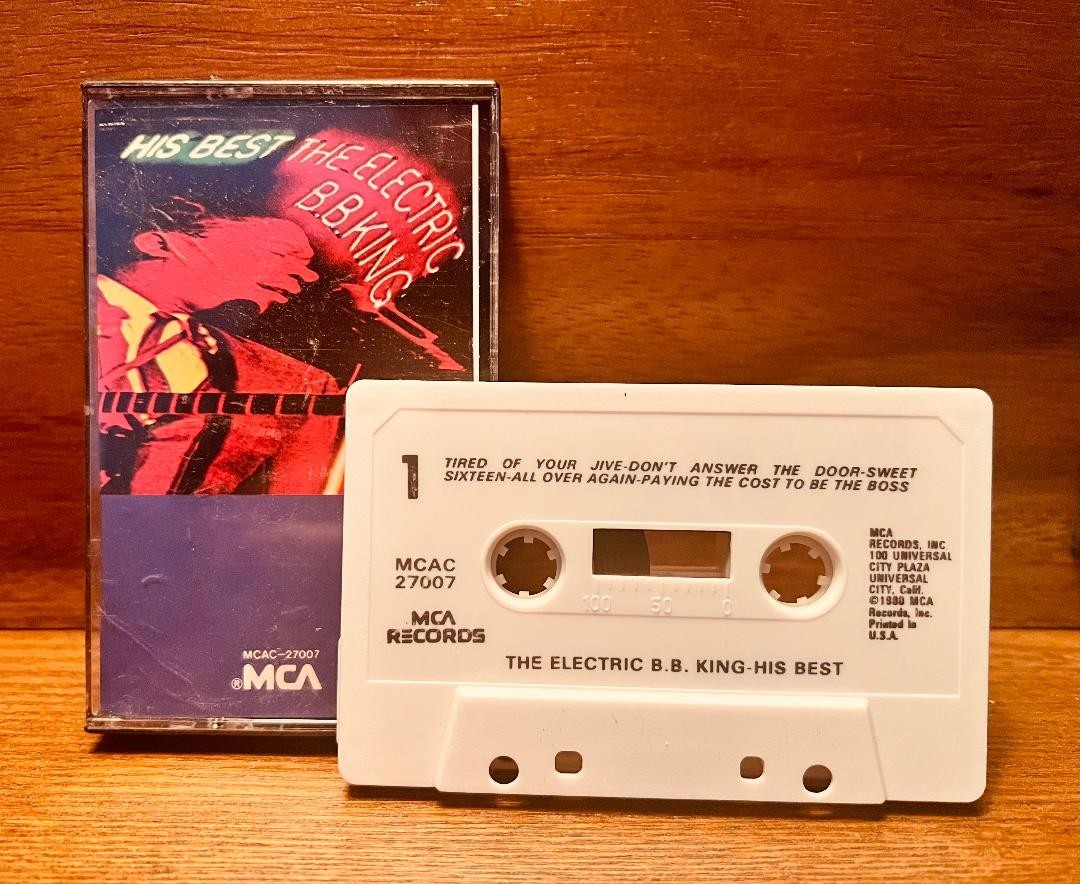 HIS BEST THE ELECTRIC
B.B. KING
MCAC-27007
®MCA
1
TIRED OF YOUR JIVE-DON'T ANSWER THE DOOR-SWEET
SIXTEEN-ALL OVER AGAIN-PAYING THE COST TO BE THE BOSS
MCAC
27007
MCA
RECORDS
100 50 0
MCA
RECORDS, INC
100 UNIVERSAL
CITY PLAZA
UNIVERSAL
CITY, Calif.
©1980 MCA
Records, Inc.
Printed in
U.S.A.
THE ELECTRIC B.B. KING-HIS BEST